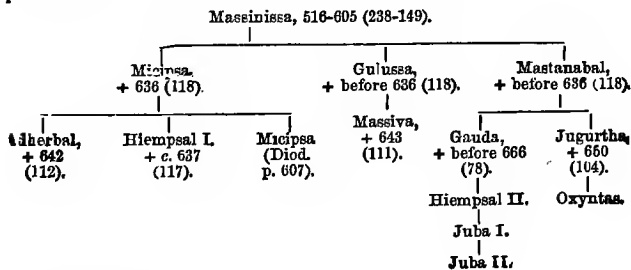 Massinissa, 516-605 (238-149).
Micipsa,
+ 636 (118).
Gulussa,
+ before 636 (118).
Mastanabal,
+ before 636 (118).
Adherbal,
+ 642
(112).
Hiempsal I.
+ c. 637
(117).
Micipsa
(Diod.
p. 607).
Massiva,
+ 643
(111).
Gauda,
+ before 666
(78).
Jugurtha,
+ 650
(104).
Hiempsal II.
Oxyntas.
Juba I.
Juba II.